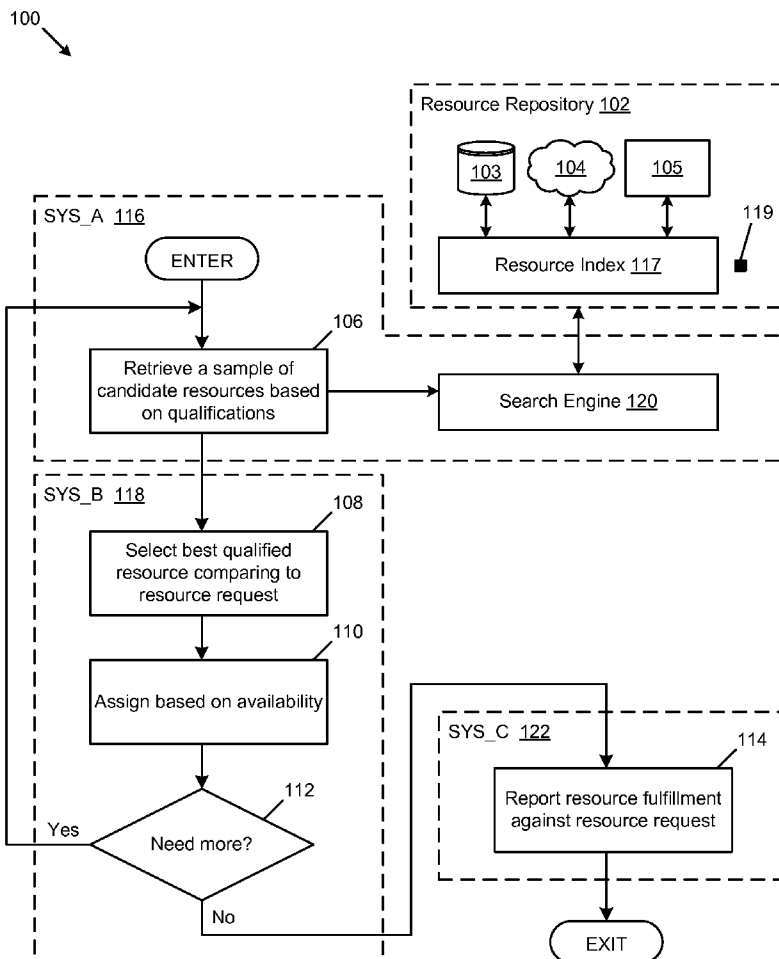 100
Resource Repository 102
103
104
105
119
SYS_A 116
ENTER
Resource Index 117
106
Retrieve a sample of
candidate resources based
on qualifications
Search Engine 120
SYS_B 118
108
Select best qualified
resource comparing to
resource request
110
Assign based on availability
SYS_C 122
114
112
Report resource fulfillment
against resource request
Yes
Need more?
No
EXIT